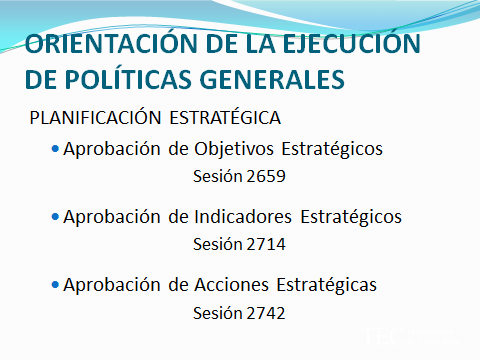 ORIENTACIÓN DE LA EJECUCIÓN
DE POLÍTICAS GENERALES
PLANIFICACIÓN ESTRATÉGICA
• Aprobación de Objetivos Estratégicos
Sesión 2659
• Aprobación de Indicadores Estratégicos
Sesión 2714
• Aprobación de Acciones Estratégicas
Sesión 2742